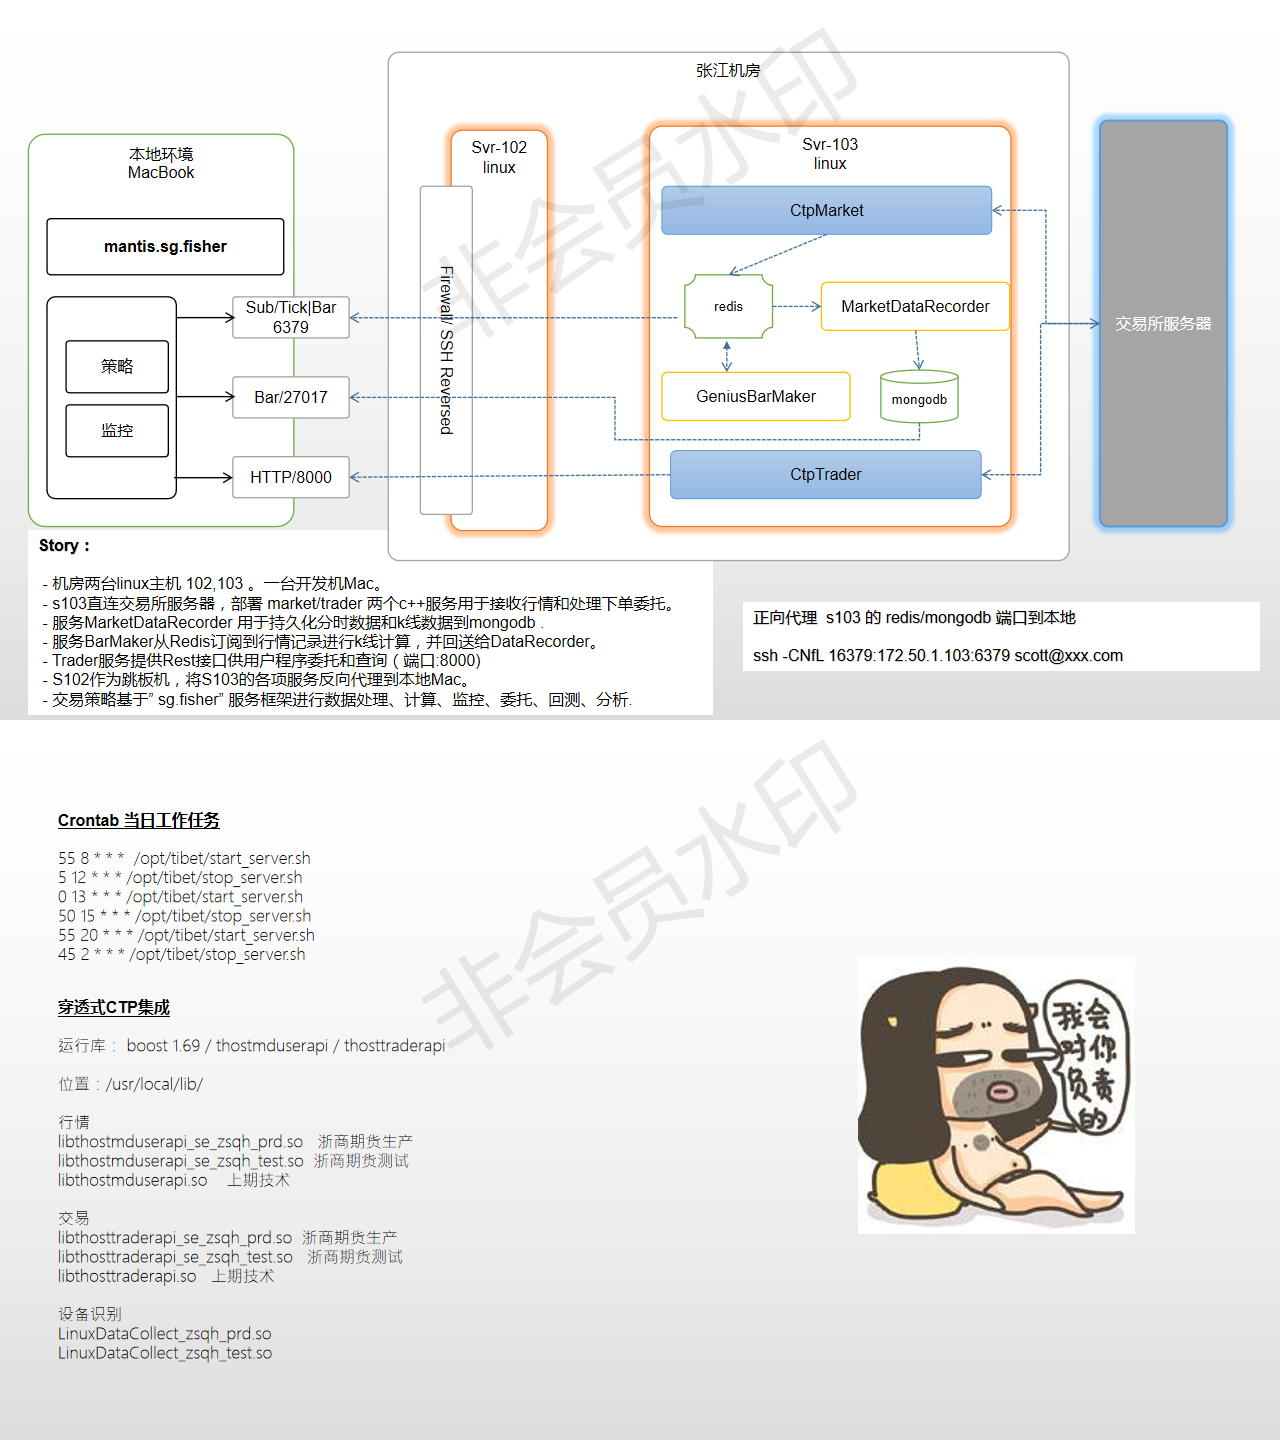 张江机房
本地环境
MacBook
mantis.sg.fisher
策略
监控
Sub/Tick|Bar
6379
Bar/27017
HTTP/8000
Svr-102
linux
Firewall/ SSH Reversed
Svr-103
linux
CtpMarket
redis
MarketDataRecorder
GeniusBarMaker
mongodb
CtpTrader
交易所服务器
Story：
- 机房两台linux主机 102,103 。一台开发机Mac。
- s103直连交易所服务器，部署 market/trader 两个c++服务用于接收行情和处理下单委托。
- 服务MarketDataRecorder 用于持久化分时数据和k线数据到mongodb .
- 服务BarMaker从Redis订阅到行情记录进行k线计算，并回送给DataRecorder。
- Trader服务提供Rest接口供用户程序委托和查询（端口:8000)
- S102作为跳板机，将S103的各项服务反向代理到本地Mac。
- 交易策略基于” sg.fisher” 服务框架进行数据处理、计算、监控、委托、回测、分析.
正向代理 s103 的 redis/mongodb 端口到本地
ssh -CNfL 16379:172.50.1.103:6379 scott@xxx.com
非会员水印
Crontab 当日工作任务
55 8 * * * /opt/tibet/start_server.sh
5 12 * * * /opt/tibet/stop_server.sh
0 13 * * * /opt/tibet/start_server.sh
50 15 * * * /opt/tibet/stop_server.sh
55 20 * * * /opt/tibet/start_server.sh
45 2 * * * /opt/tibet/stop_server.sh
穿透式CTP集成
运行库： boost 1.69 / thostmduserapi / thosttraderapi
位置：/usr/local/lib/
行情
libthostmduserapi_se_zsqh_prd.so 浙商期货生产
libthostmduserapi_se_zsqh_test.so 浙商期货测试
libthostmduserapi.so 上期技术
交易
libthosttraderapi_se_zsqh_prd.so 浙商期货生产
libthosttraderapi_se_zsqh_test.so 浙商期货测试
libthosttraderapi.so 上期技术
设备识别
LinuxDataCollect_zsqh_prd.so
LinuxDataCollect_zsqh_test.so
我会
对你
负责
的
非会员水印